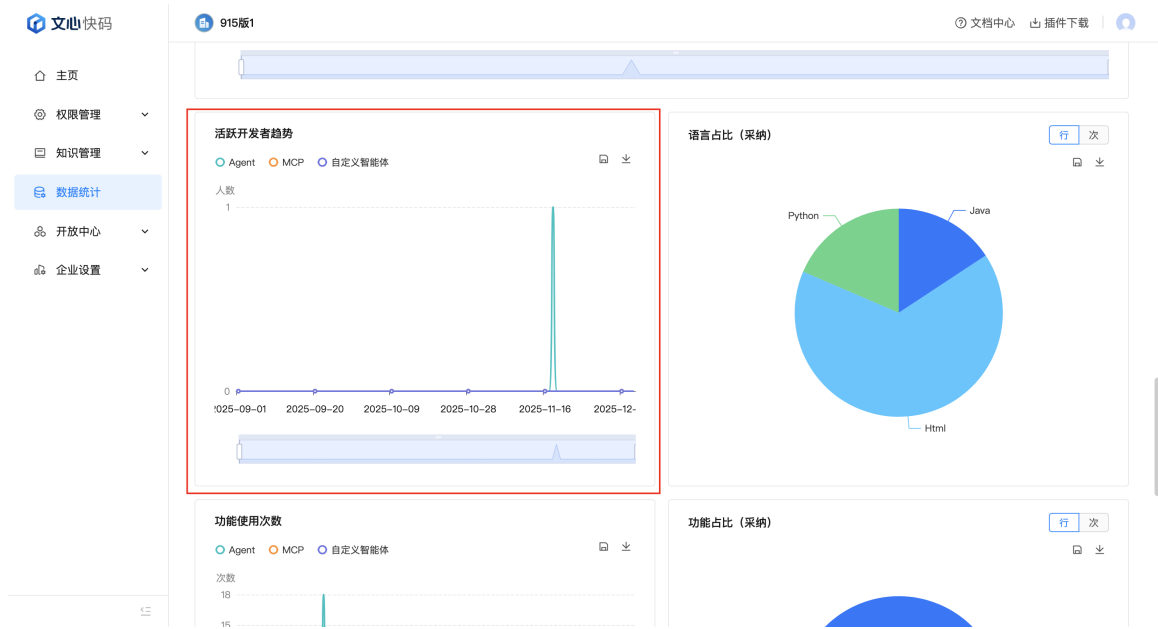 文心快码
915版1
文档中心
插件下载
主页
权限管理
知识管理
数据统计
开放中心
企业设置
活跃开发者趋势
Agent
MCP
自定义智能体
人数
1
0
2025-09-01
2025-09-20
2025-10-09
2025-10-28
2025-11-16
2025-12-
语言占比（采纳）
行
次
Python
Java
Html
功能使用次数
Agent
MCP
自定义智能体
次数
18
15
功能占比（采纳）
行
次